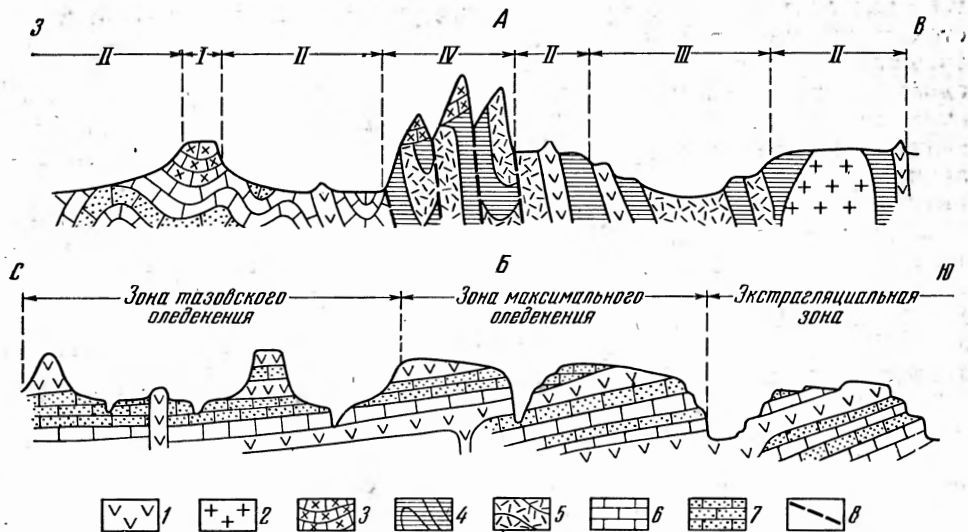 З А В
II I II IV II III II
С Б Ю
Зона тазовского Зона максимального Экстрагляциальная
оледенения оледенения зона
1 2 3 4 5 6 7 8